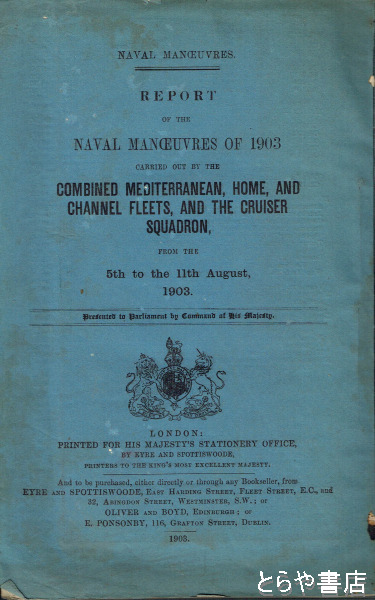 NAVAL MANŒUVRES.
REPORT
OF THE
NAVAL MANŒUVRES OF 1903
CARRIED OUT BY THE
COMBINED MEDITERRANEAN, HOME, AND
CHANNEL FLEETS, AND THE CRUISER
SQUADRON,
FROM THE
5th to the 11th August,
1903.
Presented to Parliament by Command of His Majesty.
LONDON:
PRINTED FOR HIS MAJESTY'S STATIONERY OFFICE,
BY EYRE AND SPOTTISWOODE,
PRINTERS TO THE KING'S MOST EXCELLENT MAJESTY.
And to be purchased, either directly or through any Bookseller, from
EYRE AND SPOTTISWOODE, EAST HARDING STREET, FLEET STREET, E.C., and
32, ABINGDON STREET, WESTMINSTER, S.W.; or
OLIVER AND BOYD, EDINBURGH; or
E. PONSONBY, 116, GRAFTON STREET, DUBLIN.
1903.
とらや書店